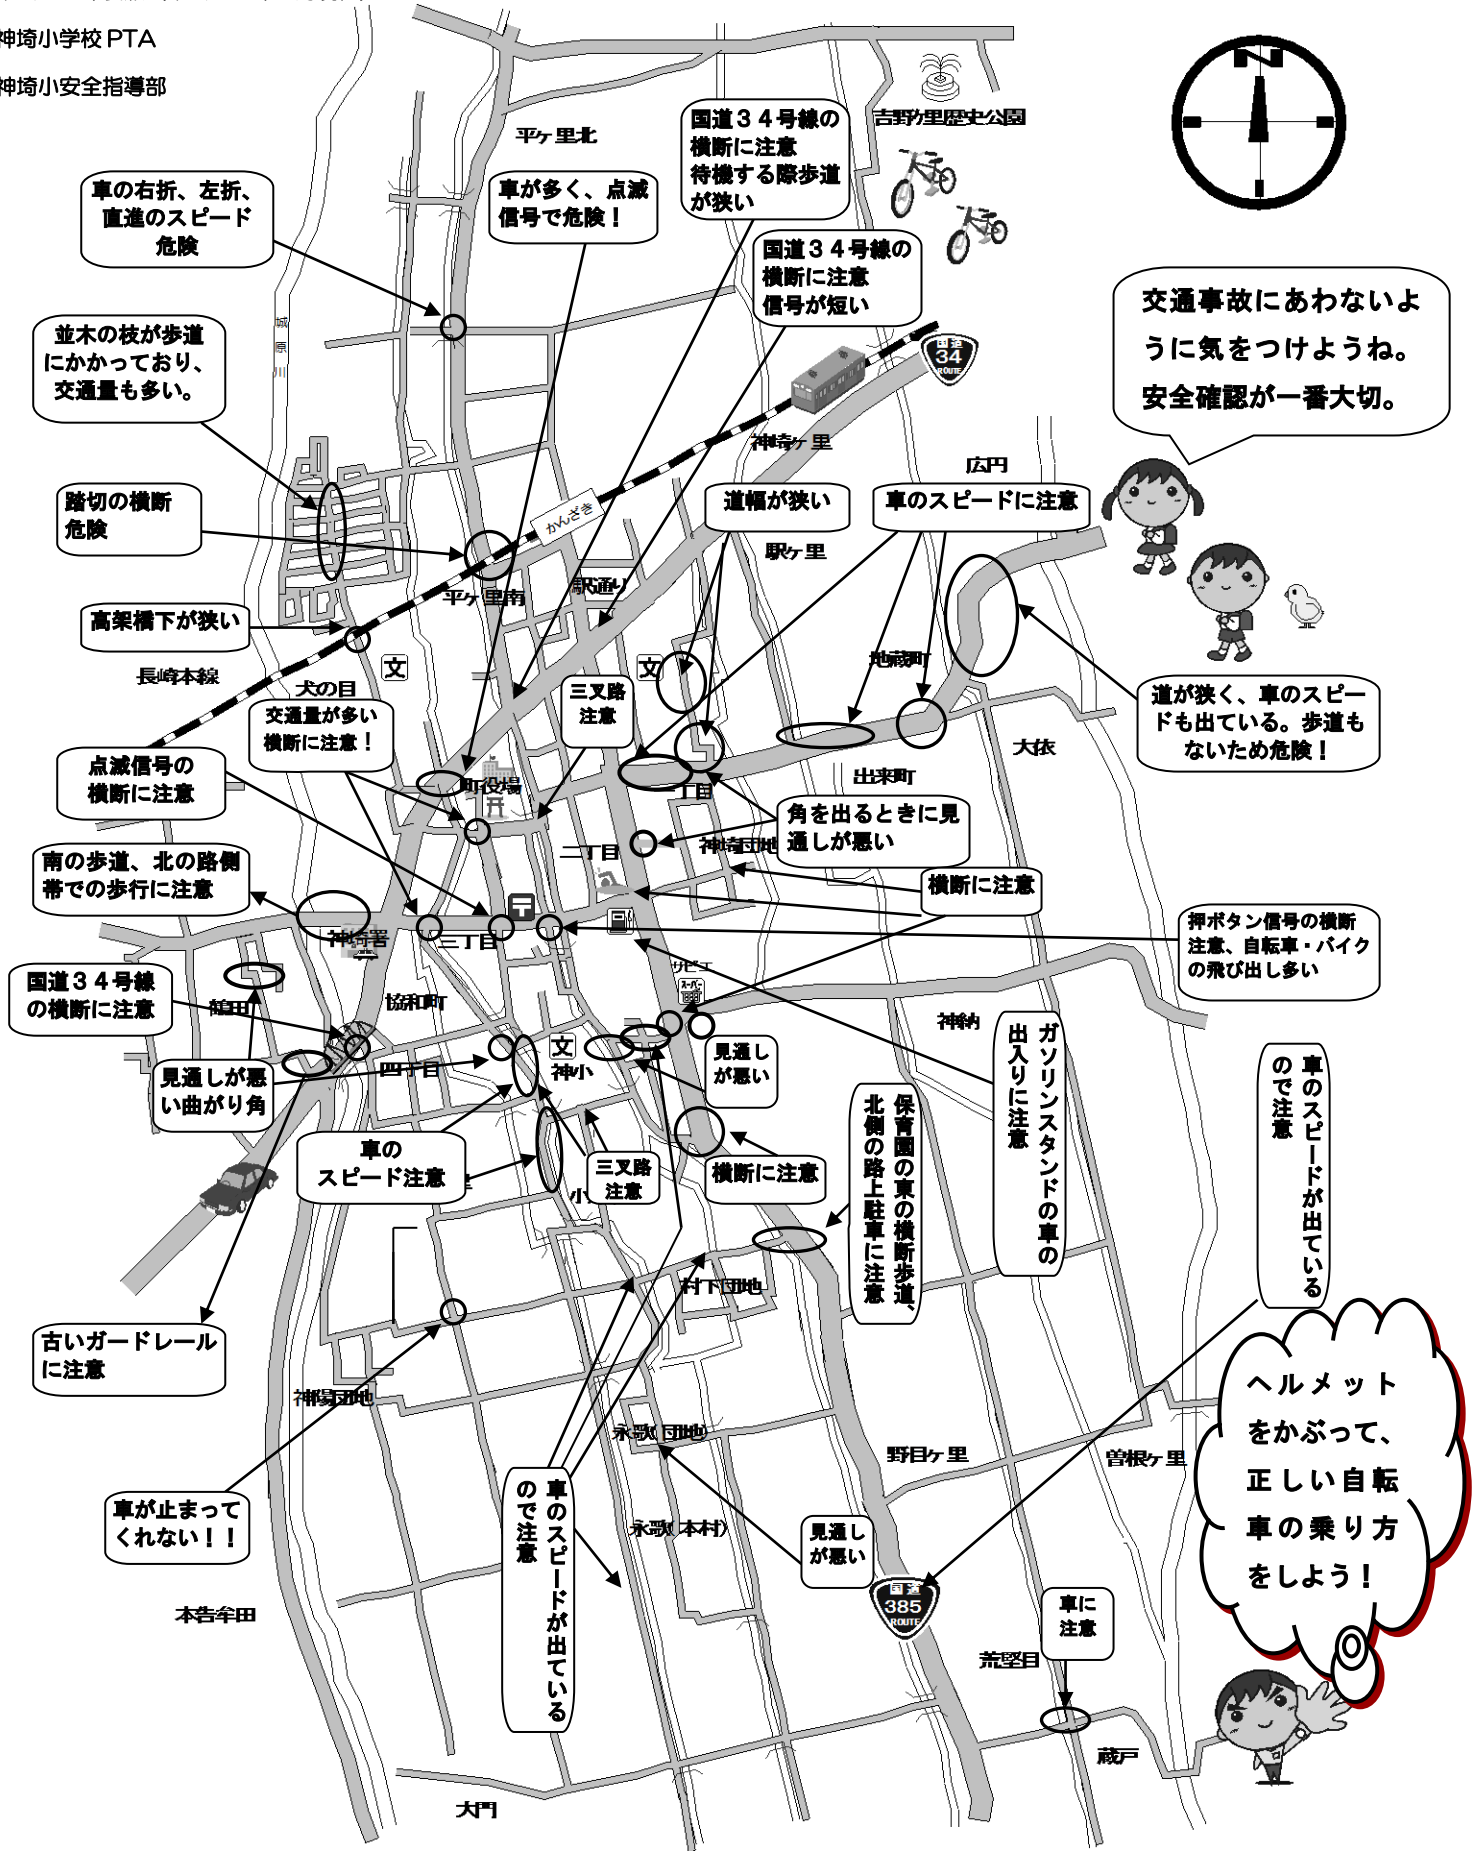 神埼小学校 PTA
神埼小安全指導部
平ヶ里北
国道３４号線の
横断に注意
待機する際歩道
が狭い
吉野ヶ里歴史公園
N
車の右折、左折、
直進のスピード
危険
車が多く、点滅
信号で危険！
国道３４号線の
横断に注意
信号が短い
交通事故にあわないよ
うに気をつけようね。
安全確認が一番大切。
城原川
並木の枝が歩道
にかかっており、
交通量も多い。
国道
34
ROUTE
神埼ヶ里
広円
踏切の横断
危険
かんざき
道幅が狭い
車のスピードに注意
駅ヶ里
駅通り
平ヶ里南
高架橋下が狭い
長崎本線
犬の目
文
文
地蔵町
三叉路
注意
道が狭く、車のスピー
ドも出ている。歩道も
ないため危険！
交通量が多い
横断に注意！
大依
点滅信号の
横断に注意
町役場
一丁目
出来町
角を出るときに見
通しが悪い
二丁目
神埼団地
南の歩道、北の路側
帯での歩行に注意
横断に注意
〒
神埼署
三丁目
押ボタン信号の横断
注意、自転車・バイク
の飛び出し多い
サピエ
スーパー
国道３４号線
の横断に注意
鶴田
協和町
神納
見通しが悪
い曲がり角
四丁目
文
神小
見通し
が悪い
ガソリンスタンドの車の
出入りに注意
車のスピードが出ている
ので注意
保育園の東の横断歩道、
北側の路上駐車に注意
車の
スピード注意
三叉路
注意
横断に注意
小
村下団地
古いガードレール
に注意
神陽団地
永歌(団地)
野目ヶ里
曽根ヶ里
ヘルメット
をかぶって、
正しい自転
車の乗り方
をしよう！
車が止まって
くれない！！
車のスピードが出ている
ので注意
永歌(本村)
見通し
が悪い
国道
385
ROUTE
車に
注意
本告牟田
荒堅目
蔵戸
大門